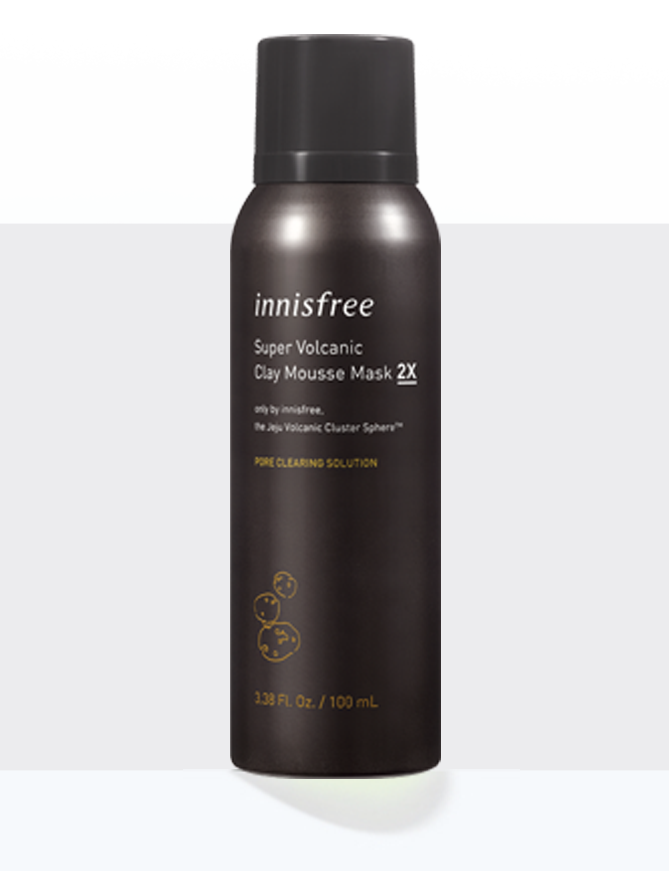 innisfree
Super Volcanic
Clay Mousse Mask 2X
only by innisfree,
the Jeju Volcanic Cluster Sphere™
PORE CLEARING SOLUTION
3.38 Fl. Oz. / 100 mL